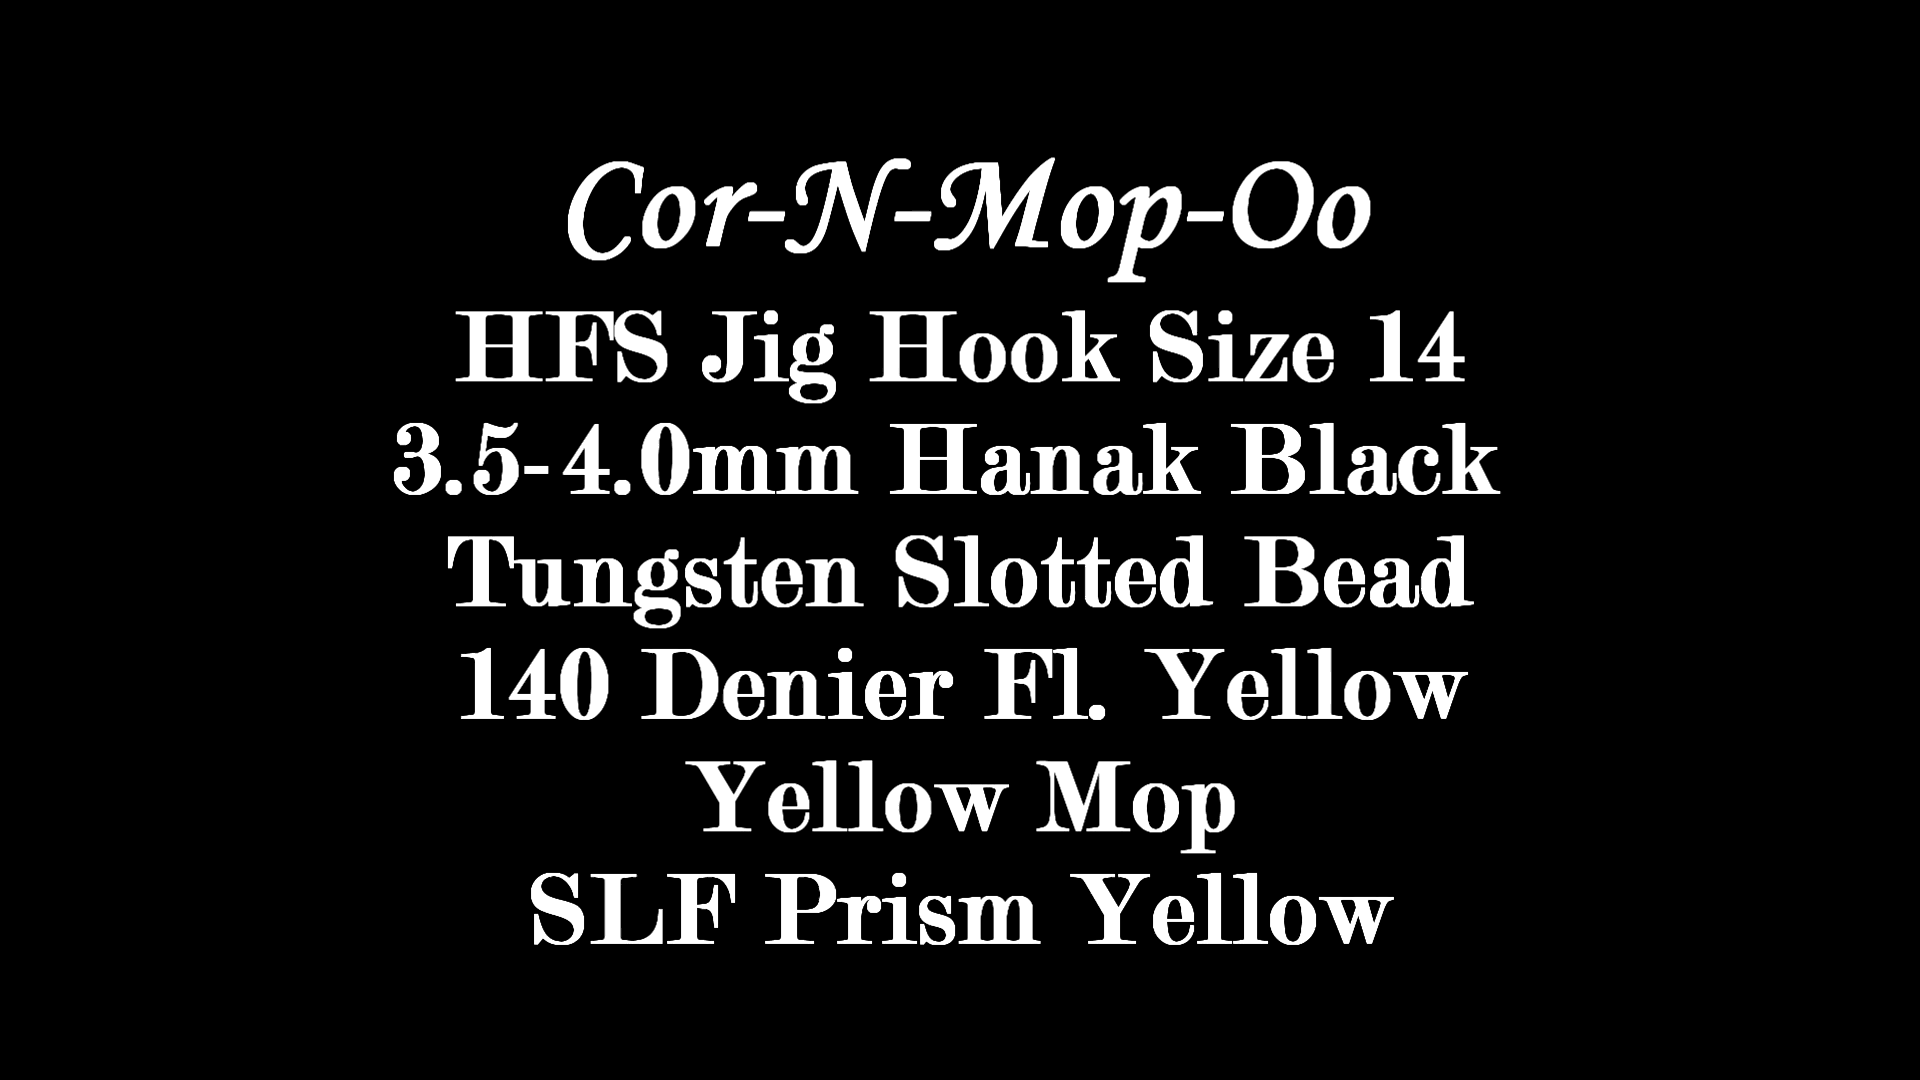 Cor-N-Mop-Oo
HFS Jig Hook Size 14
3.5-4.0mm Hanak Black
Tungsten Slotted Bead
140 Denier Fl. Yellow
Yellow Mop
SLF Prism Yellow